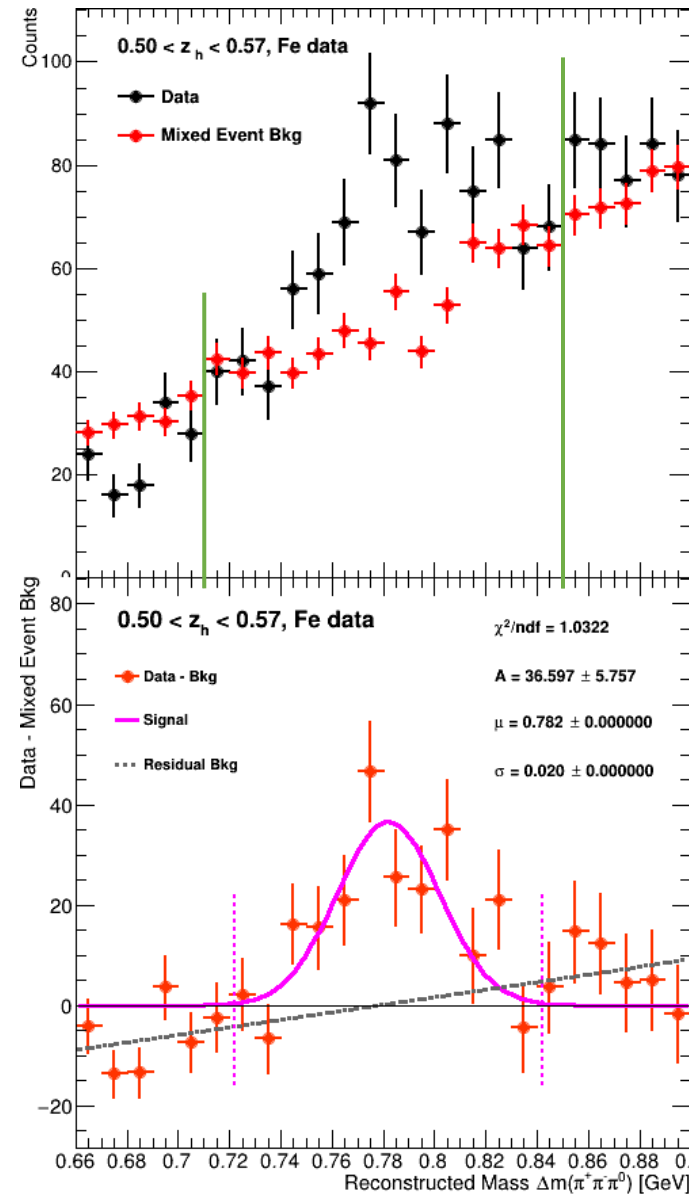 Counts
0.50 < z_h < 0.57, Fe data
Data
Mixed Event Bkg
100
80
60
40
20
0
Data - Mixed Event Bkg
0.50 < z_h < 0.57, Fe data
Data - Bkg
Signal
Residual Bkg
χ²/ndf = 1.0322
A = 36.597 ± 5.757
μ = 0.782 ± 0.000000
σ = 0.020 ± 0.000000
80
60
40
20
0
−20
0.66 0.68 0.7 0.72 0.74 0.76 0.78 0.8 0.82 0.84 0.86 0.88 0.
Reconstructed Mass Δm(π⁺π⁻π⁰) [GeV]